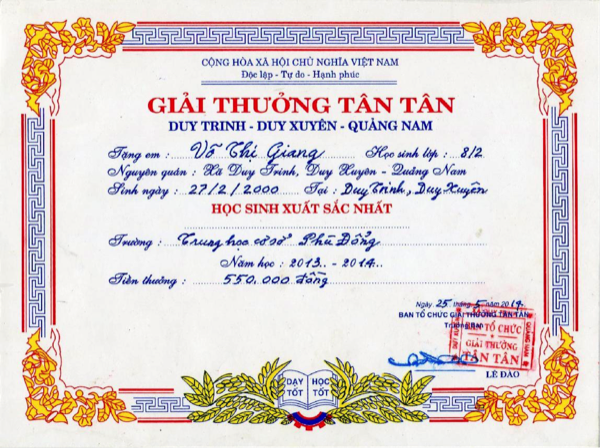 CỘNG HÒA XÃ HỘI CHỦ NGHĨA VIỆT NAM
Độc lập - Tự do - Hạnh phúc
GIẢI THƯỞNG TÂN TÂN
DUY TRINH - DUY XUYÊN - QUẢNG NAM
Tặng em : Võ Thị Giang Học sinh lớp : 8/2
Nguyên quán : Xã Duy Trinh, Duy Xuyên - Quảng Nam
Sinh ngày : 27/2/2000 Tại : Duy Trinh, Duy Xuyên
HỌC SINH XUẤT SẮC NHẤT
Trường : Trung học cơ sở Phù Đổng
Năm học : 2013 - 2014
Tiền thưởng : 550,000 đồng
Ngày 25 tháng 5 năm 2014
BAN TỔ CHỨC GIẢI THƯỞNG TÂN TÂN
Trưởng Ban
BAN TỔ CHỨC
GIẢI THƯỞNG
TÂN TÂN
LÊ ĐÀO
DẠY TỐT HỌC TỐT